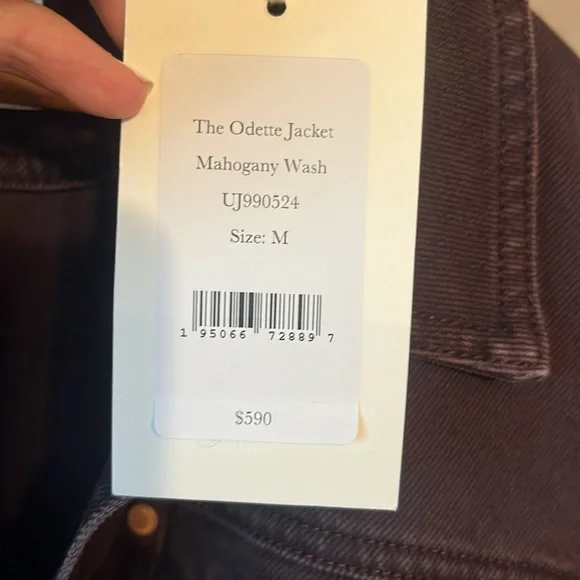 The Odette Jacket
Mahogany Wash
UJ990524
Size: M
1 95066 72889 7
$590